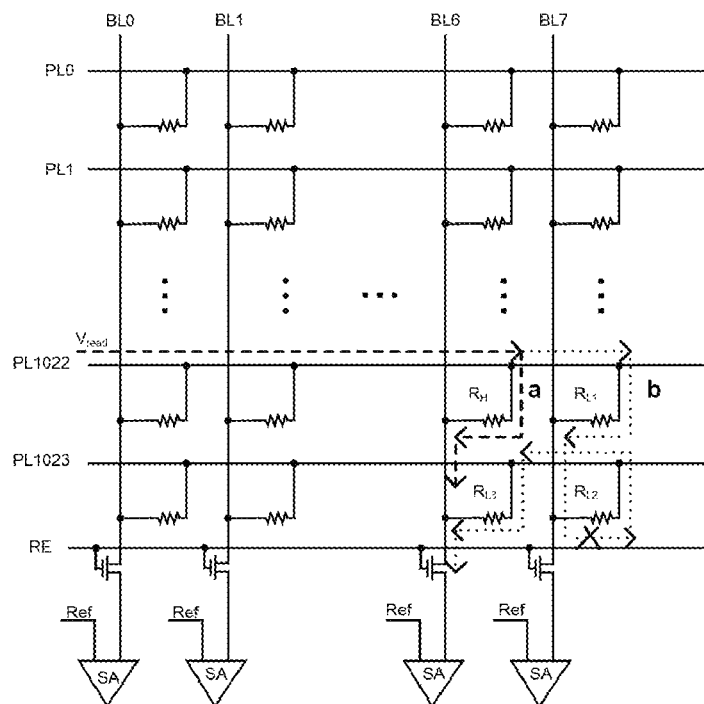 BL0 BL1 BL6 BL7
PL0
PL1
Vread
PL1022
RH a RL1 b
PL1023
RL3 RL2
RE
Ref Ref Ref Ref
SA SA SA SA